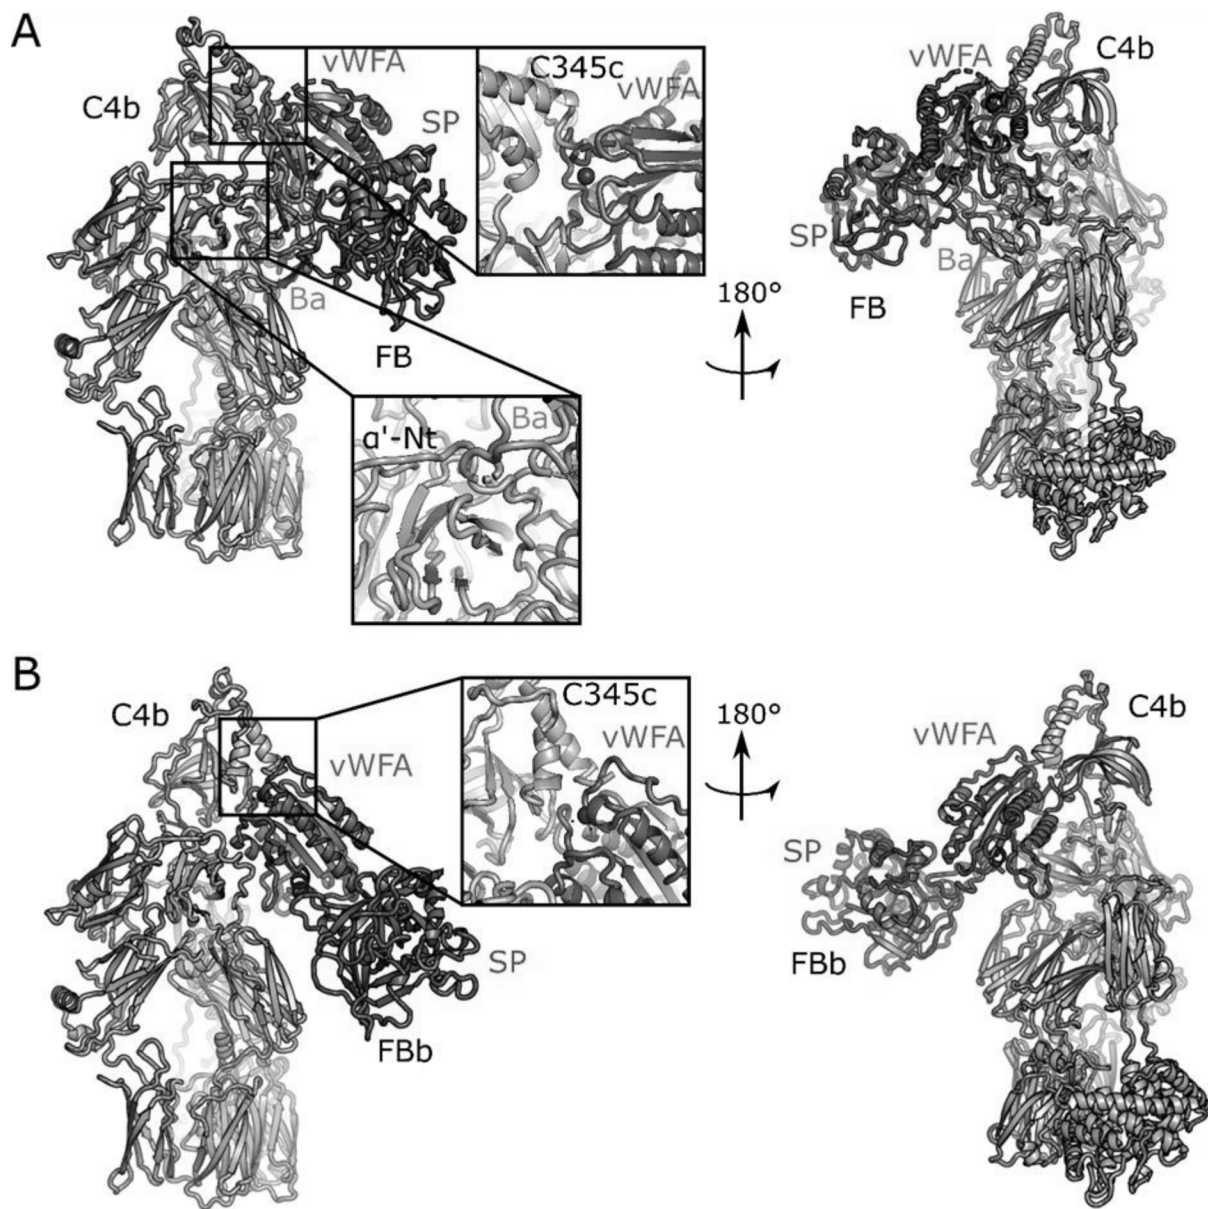 A
C4b
vWFA
SP
C345c
vWFA
Ba
FB
α'-Nt
Ba
180°
vWFA
C4b
SP
Ba
FB
B
C4b
vWFA
C345c
vWFA
SP
FBb
180°
vWFA
C4b
SP
FBb